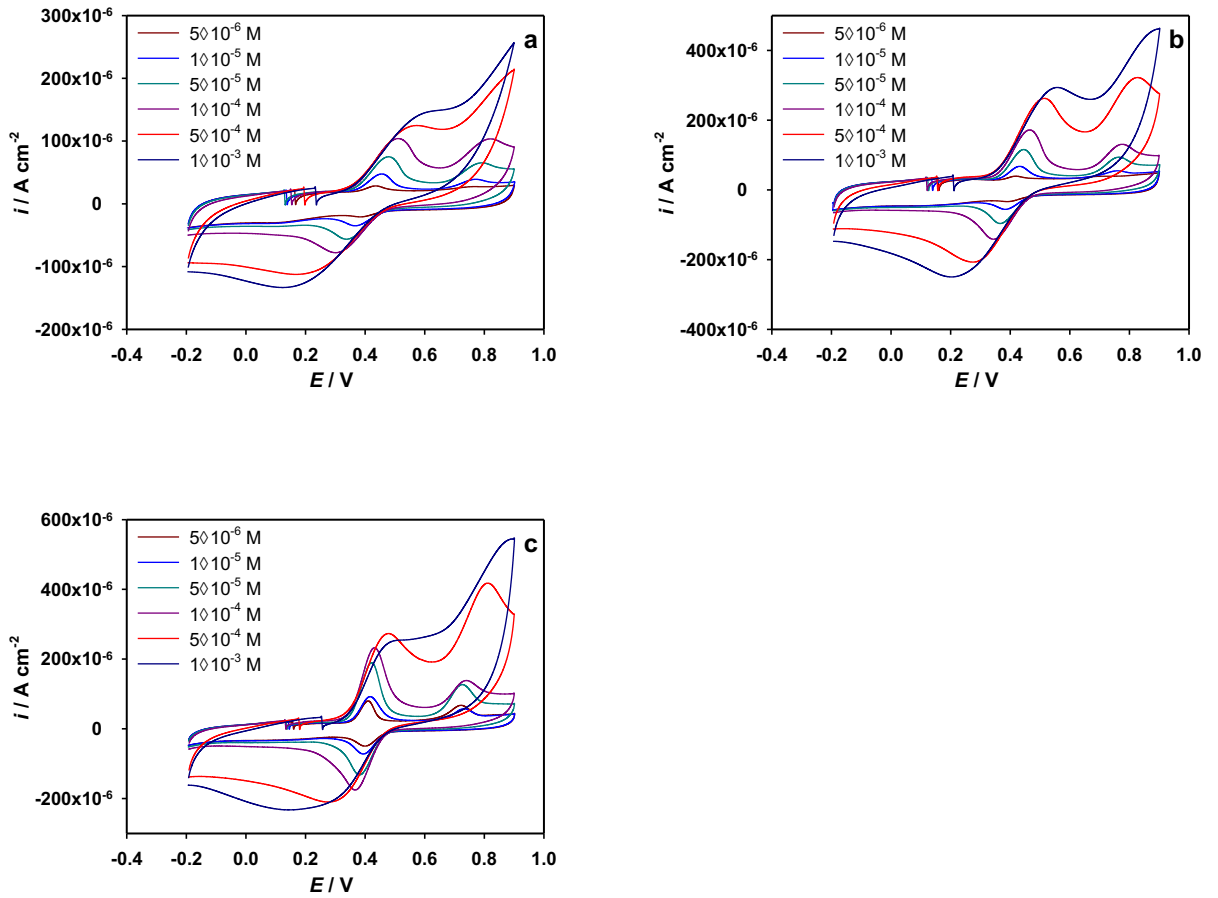 300x10⁻⁶
200x10⁻⁶
100x10⁻⁶
0
-100x10⁻⁶
-200x10⁻⁶
i / A cm⁻²
5◊10⁻⁶ M
1◊10⁻⁵ M
5◊10⁻⁵ M
1◊10⁻⁴ M
5◊10⁻⁴ M
1◊10⁻³ M
a
-0.4 -0.2 0.0 0.2 0.4 0.6 0.8 1.0
E / V
400x10⁻⁶
200x10⁻⁶
0
-200x10⁻⁶
-400x10⁻⁶
i / A cm⁻²
5◊10⁻⁶ M
1◊10⁻⁵ M
5◊10⁻⁵ M
1◊10⁻⁴ M
5◊10⁻⁴ M
1◊10⁻³ M
b
-0.4 -0.2 0.0 0.2 0.4 0.6 0.8 1.0
E / V
600x10⁻⁶
400x10⁻⁶
200x10⁻⁶
0
-200x10⁻⁶
i / A cm⁻²
5◊10⁻⁶ M
1◊10⁻⁵ M
5◊10⁻⁵ M
1◊10⁻⁴ M
5◊10⁻⁴ M
1◊10⁻³ M
c
-0.4 -0.2 0.0 0.2 0.4 0.6 0.8 1.0
E / V